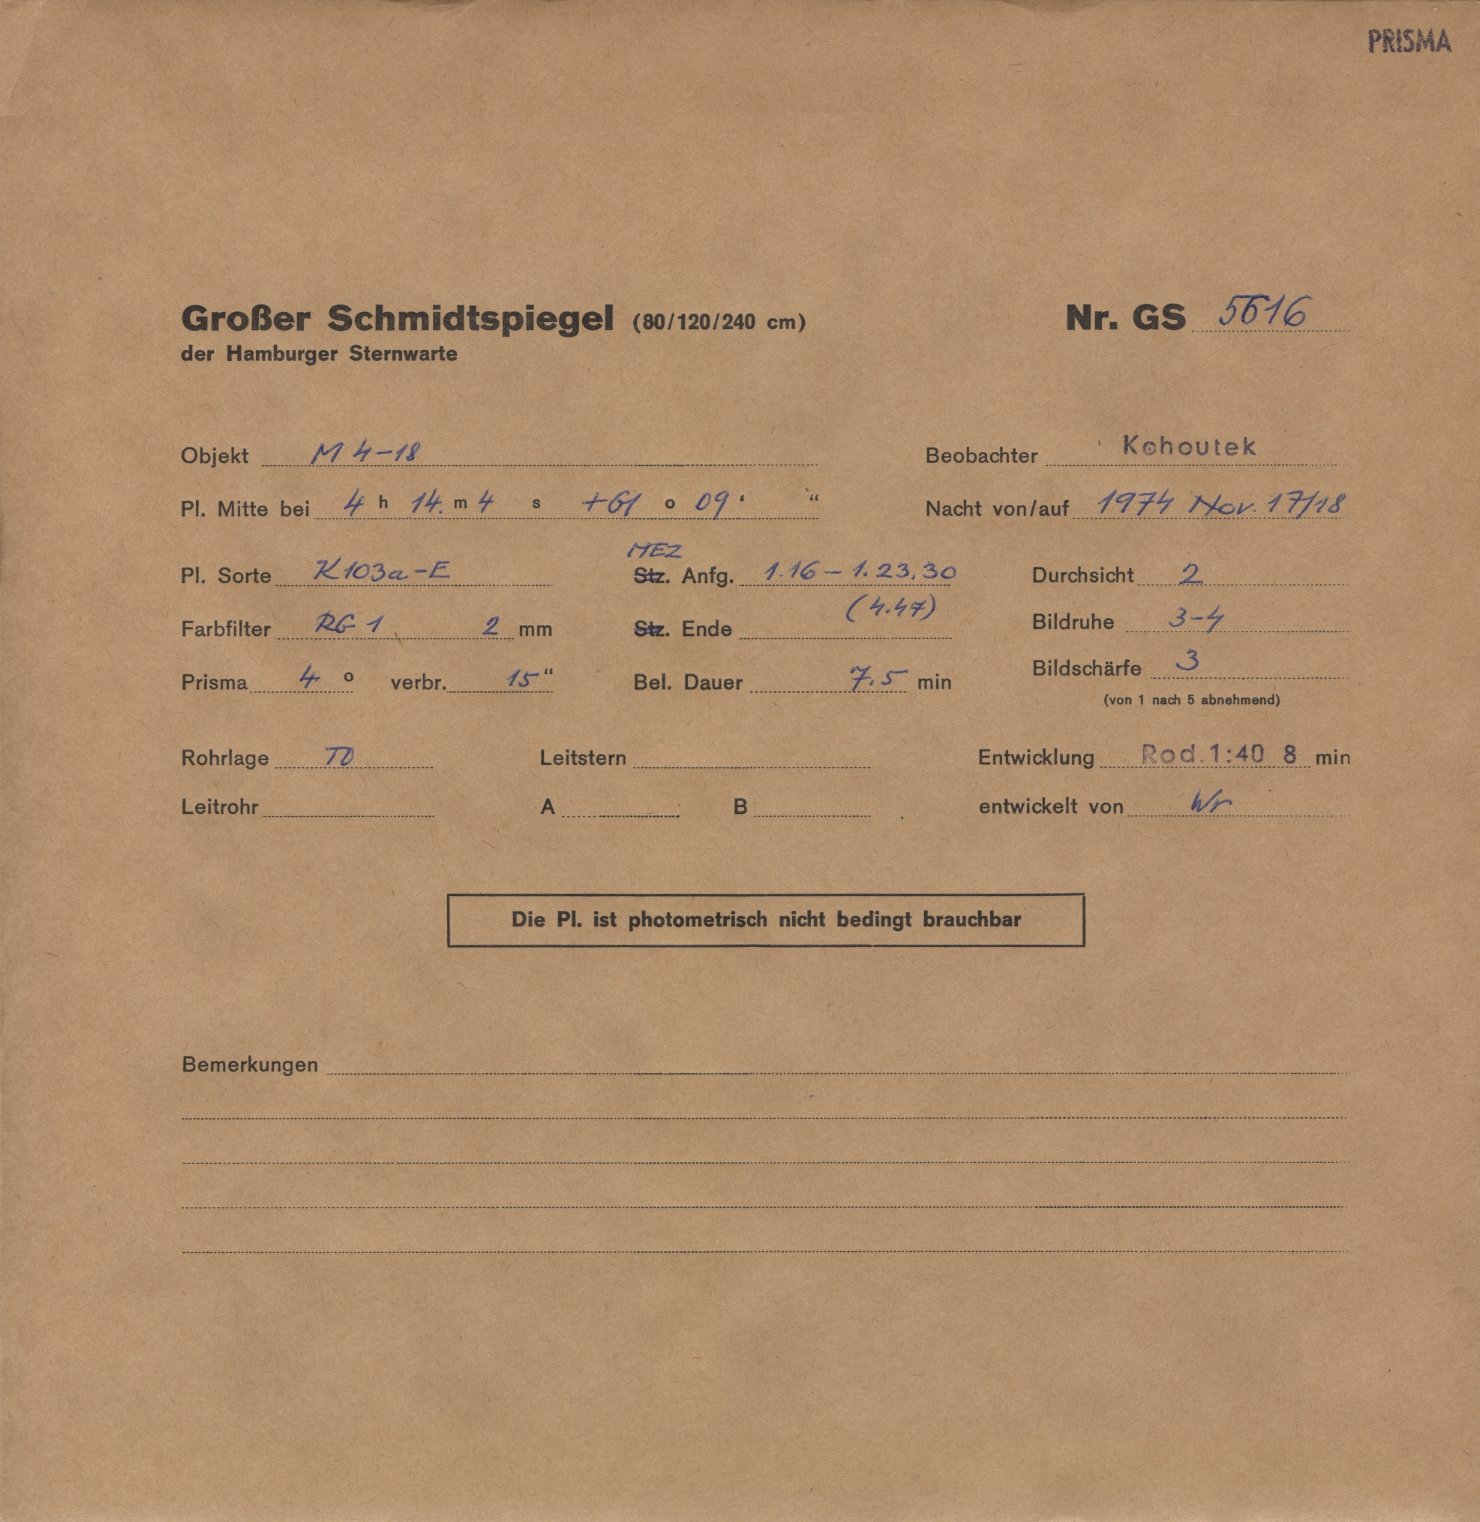 PRISMA
Großer Schmidtspiegel (80/120/240 cm) Nr. GS 5616
der Hamburger Sternwarte
Objekt M 4-18 Beobachter Kohoutek
Pl. Mitte bei 4 h 14. m 4 s +61 o 09 ‘ “ Nacht von/auf 1974 Nov. 17/18
MEZ
Pl. Sorte K103a-E Stz. Anfg. 1.16 – 1.23.30 Durchsicht 2
(4.47)
Farbfilter RG 1 2 mm Stz. Ende Bildruhe 3-4
Prisma 4 o verbr. 15 “ Bel. Dauer 7.5 min Bildschärfe 3
(von 1 nach 5 abnehmend)
Rohrlage TO Leitstern Entwicklung Rod.1:40 8 min
Leitrohr A B entwickelt von Wr
Die Pl. ist photometrisch nicht bedingt brauchbar
Bemerkungen